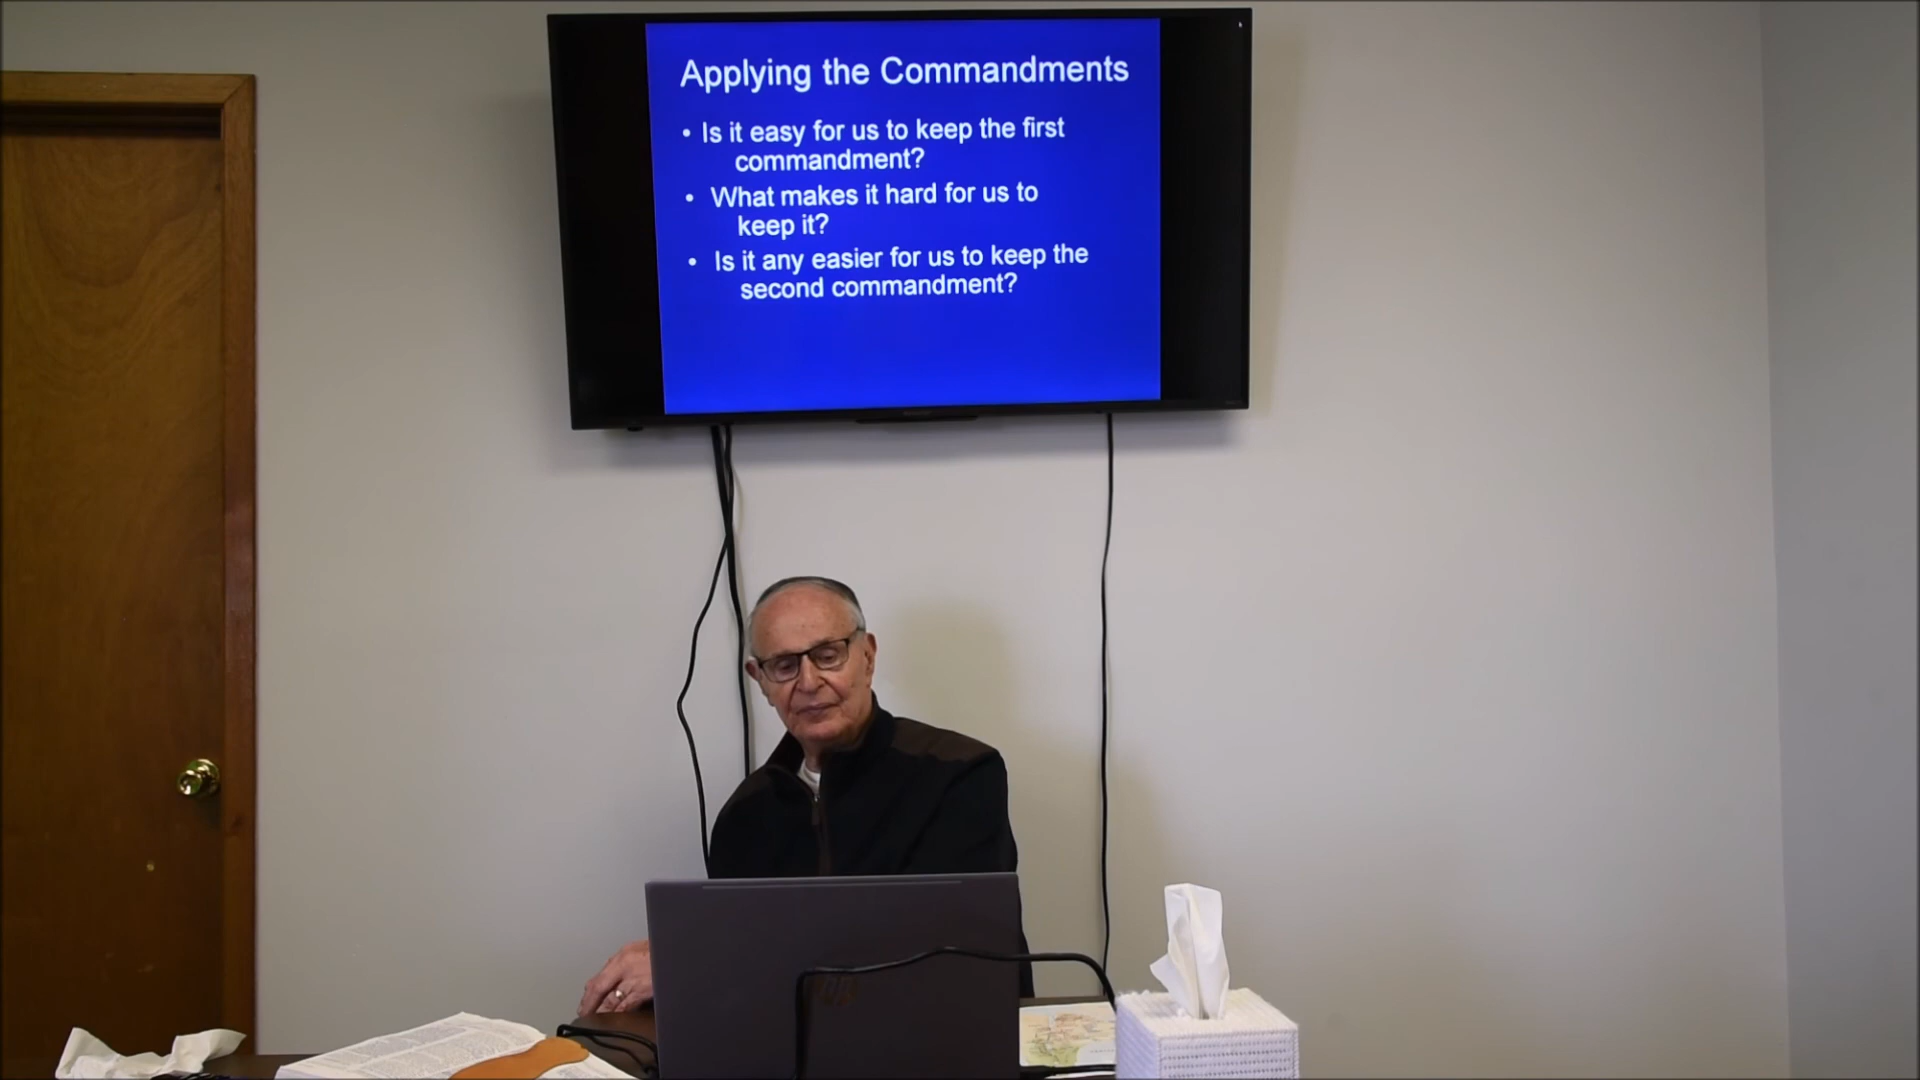 Applying the Commandments
• Is it easy for us to keep the first
commandment?
• What makes it hard for us to
keep it?
• Is it any easier for us to keep the
second commandment?